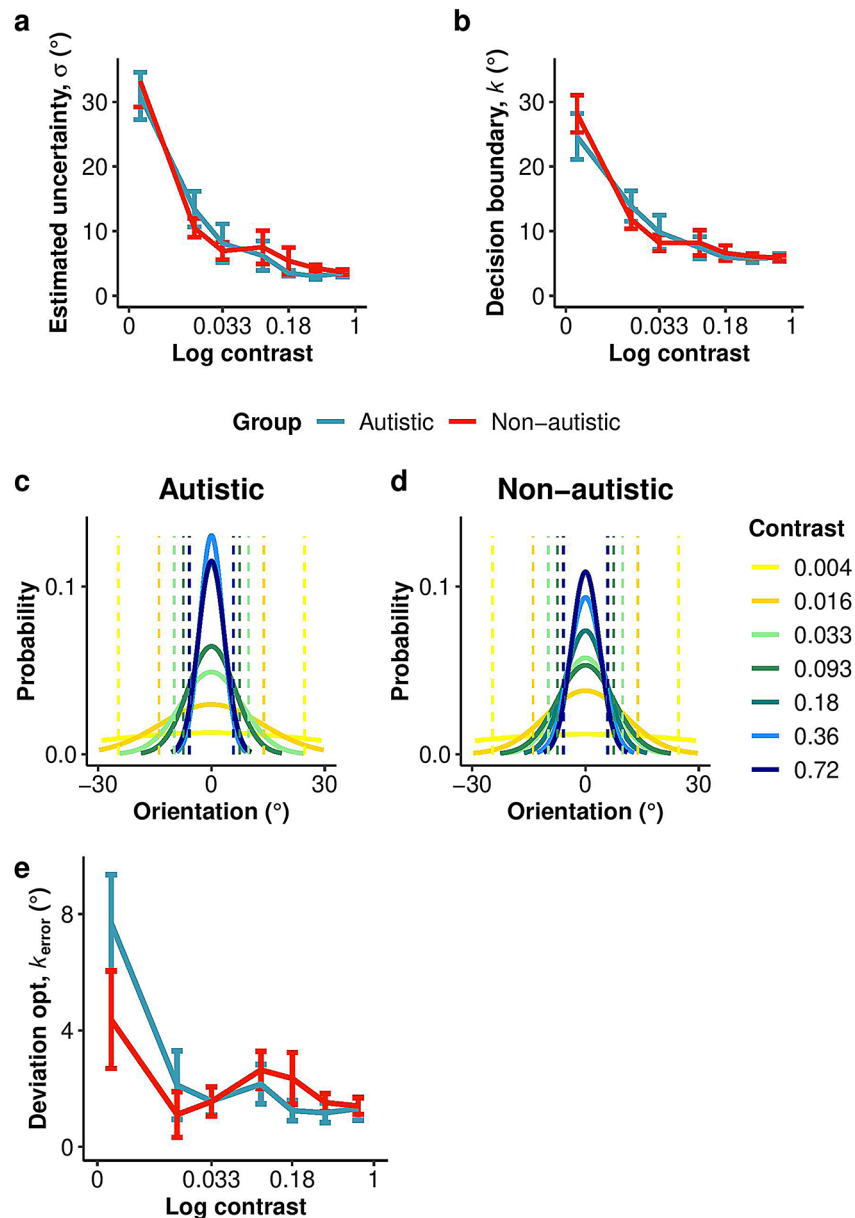 a
Estimated uncertainty, σ (°)
30
20
10
0
0 0.033 0.18 1
Log contrast
b
Decision boundary, k (°)
30
20
10
0
0 0.033 0.18 1
Log contrast
Group Autistic Non−autistic
c
Autistic
Probability
0.1
0.0
−30 0 30
Orientation (°)
d
Non−autistic
Probability
0.1
0.0
−30 0 30
Orientation (°)
Contrast
0.004
0.016
0.033
0.093
0.18
0.36
0.72
e
Deviation opt, kerror (°)
8
4
0
0 0.033 0.18 1
Log contrast